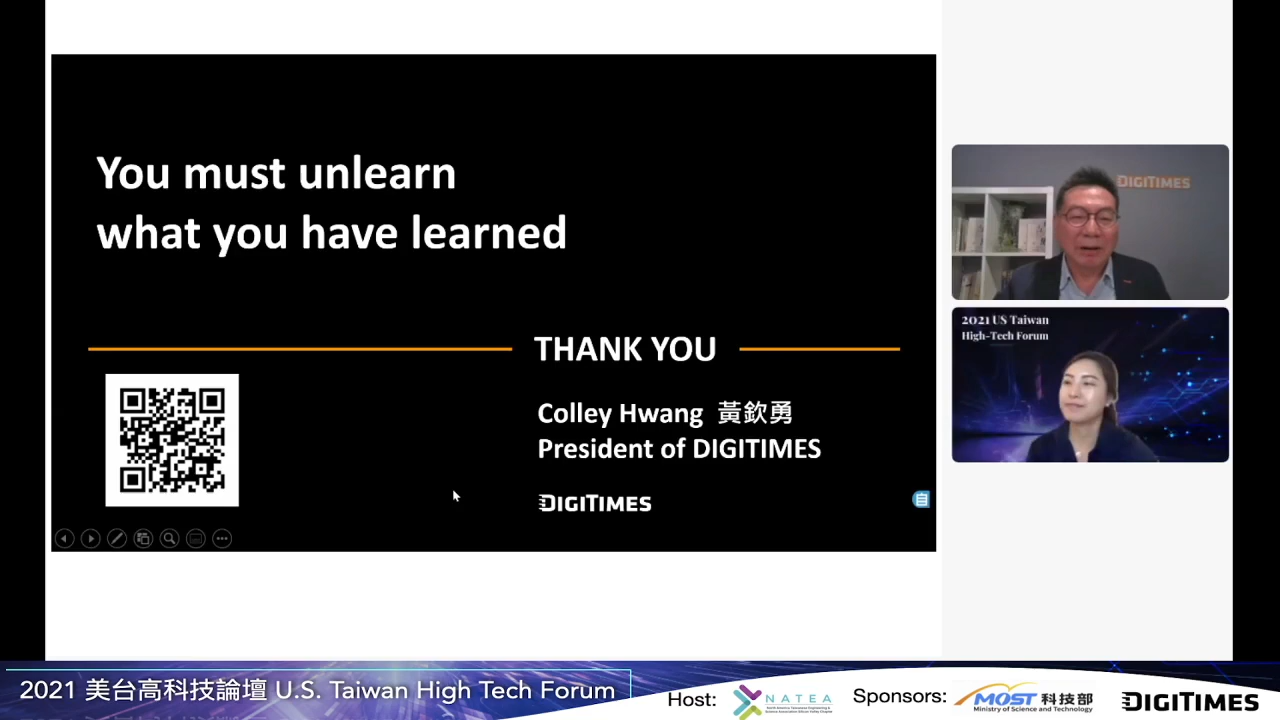 You must unlearn
what you have learned
THANK YOU
Colley Hwang 黃欽勇
President of DIGITIMES
DIGITIMES
DIGITIMES
2021 US Taiwan
High-Tech Forum
2021 美台高科技論壇 U.S. Taiwan High Tech Forum
Host:
NATEA
North America Taiwanese Engineering &
Science Association Silicon Valley Chapter
Sponsors:
MOST 科技部
Ministry of Science and Technology
DIGITIMES